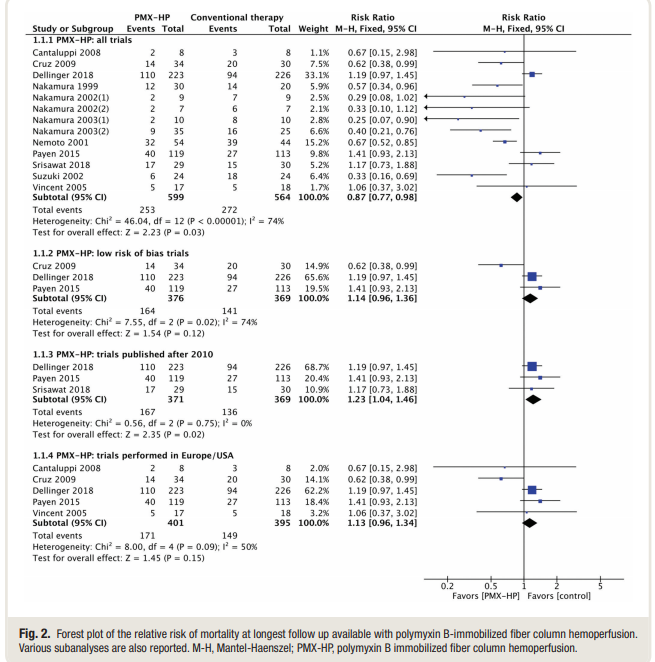 PMX-HP Conventional therapy Risk Ratio Risk Ratio
Study or Subgroup Events Total Events Total Weight M-H, Fixed, 95% CI M-H, Fixed, 95% CI
1.1.1 PMX-HP: all trials
Cantaluppi 2008 2 8 3 8 1.1% 0.67 [0.15, 2.98]
Cruz 2009 14 34 20 30 7.5% 0.62 [0.38, 0.99]
Dellinger 2018 110 223 94 226 33.1% 1.19 [0.97, 1.45]
Nakamura 1999 12 30 14 20 5.9% 0.57 [0.34, 0.96]
Nakamura 2002(1) 2 9 7 9 2.5% 0.29 [0.08, 1.02]
Nakamura 2002(2) 2 7 6 7 2.1% 0.33 [0.10, 1.12]
Nakamura 2003(1) 2 10 8 10 2.8% 0.25 [0.07, 0.90]
Nakamura 2003(2) 9 35 16 25 6.6% 0.40 [0.21, 0.76]
Nemoto 2001 32 54 39 44 15.2% 0.67 [0.52, 0.85]
Payen 2015 40 119 27 113 9.8% 1.41 [0.93, 2.13]
Srisawat 2018 17 29 15 30 5.2% 1.17 [0.73, 1.88]
Suzuki 2002 6 24 18 24 6.4% 0.33 [0.16, 0.69]
Vincent 2005 5 17 5 18 1.7% 1.06 [0.37, 3.02]
Subtotal (95% CI) 599 564 100.0% 0.87 [0.77, 0.98]
Total events 253 272
Heterogeneity: Chi² = 46.04, df = 12 (P < 0.00001); I² = 74%
Test for overall effect: Z = 2.23 (P = 0.03)
1.1.2 PMX-HP: low risk of bias trials
Cruz 2009 14 34 20 30 14.9% 0.62 [0.38, 0.99]
Dellinger 2018 110 223 94 226 65.6% 1.19 [0.97, 1.45]
Payen 2015 40 119 27 113 19.5% 1.41 [0.93, 2.13]
Subtotal (95% CI) 376 369 100.0% 1.14 [0.96, 1.36]
Total events 164 141
Heterogeneity: Chi² = 7.55, df = 2 (P = 0.02); I² = 74%
Test for overall effect: Z = 1.54 (P = 0.12)
1.1.3 PMX-HP: trials published after 2010
Dellinger 2018 110 223 94 226 68.7% 1.19 [0.97, 1.45]
Payen 2015 40 119 27 113 20.4% 1.41 [0.93, 2.13]
Srisawat 2018 17 29 15 30 10.9% 1.17 [0.73, 1.88]
Subtotal (95% CI) 371 369 100.0% 1.23 [1.04, 1.46]
Total events 167 136
Heterogeneity: Chi² = 0.56, df = 2 (P = 0.75); I² = 0%
Test for overall effect: Z = 2.35 (P = 0.02)
1.1.4 PMX-HP: trials performed in Europe/USA
Cantaluppi 2008 2 8 3 8 2.0% 0.67 [0.15, 2.98]
Cruz 2009 14 34 20 30 14.1% 0.62 [0.38, 0.99]
Dellinger 2018 110 223 94 226 62.2% 1.19 [0.97, 1.45]
Payen 2015 40 119 27 113 18.4% 1.41 [0.93, 2.13]
Vincent 2005 5 17 5 18 3.2% 1.06 [0.37, 3.02]
Subtotal (95% CI) 401 395 100.0% 1.13 [0.96, 1.34]
Total events 171 149
Heterogeneity: Chi² = 8.00, df = 4 (P = 0.09); I² = 50%
Test for overall effect: Z = 1.45 (P = 0.15)
0.2 0.5 1 2 5
Favors [PMX-HP] Favors [control]
Fig. 2. Forest plot of the relative risk of mortality at longest follow up available with polymyxin B-immobilized fiber column hemoperfusion.
Various subanalyses are also reported. M-H, Mantel-Haenszel; PMX-HP, polymyxin B immobilized fiber column hemoperfusion.